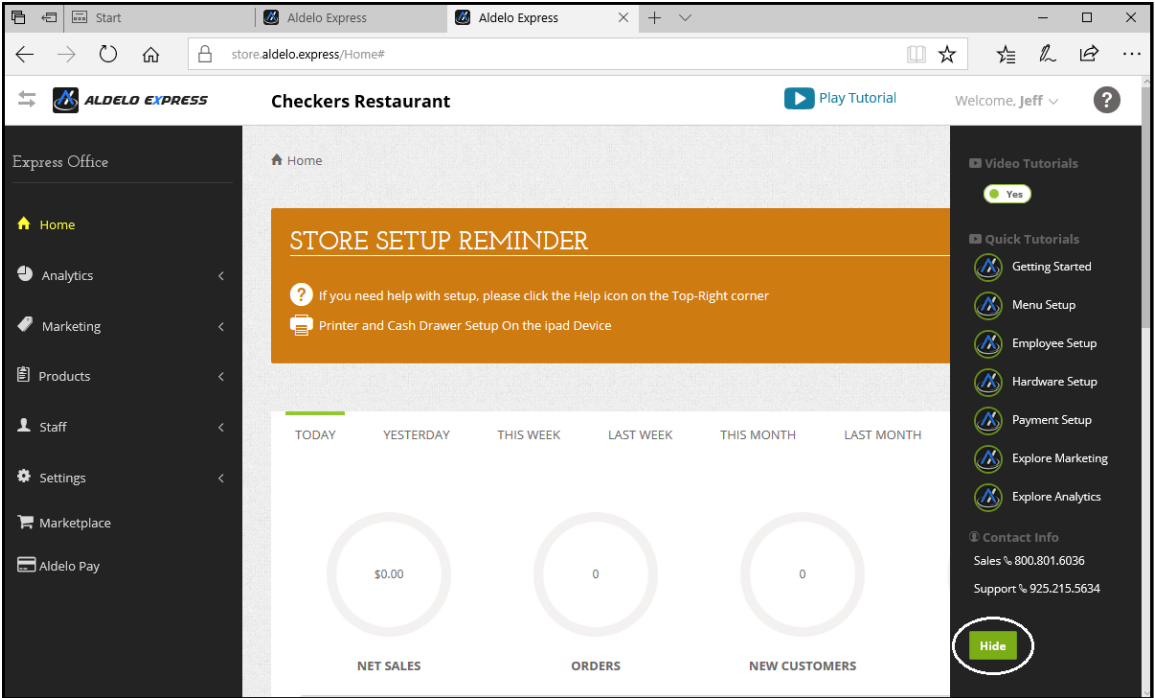 Start
Aldelo Express
Aldelo Express
store.aldelo.express/Home#
ALDELO EXPRESS
Checkers Restaurant
Play Tutorial
Welcome, Jeff
?
Express Office
Home
Analytics
Marketing
Products
Staff
Settings
Marketplace
Aldelo Pay
Home
STORE SETUP REMINDER
? If you need help with setup, please click the Help icon on the Top-Right corner
Printer and Cash Drawer Setup On the ipad Device
TODAY YESTERDAY THIS WEEK LAST WEEK THIS MONTH LAST MONTH
$0.00 0 0
NET SALES ORDERS NEW CUSTOMERS
Video Tutorials
Yes
Quick Tutorials
Getting Started
Menu Setup
Employee Setup
Hardware Setup
Payment Setup
Explore Marketing
Explore Analytics
Contact Info
Sales 800.801.6036
Support 925.215.5634
Hide